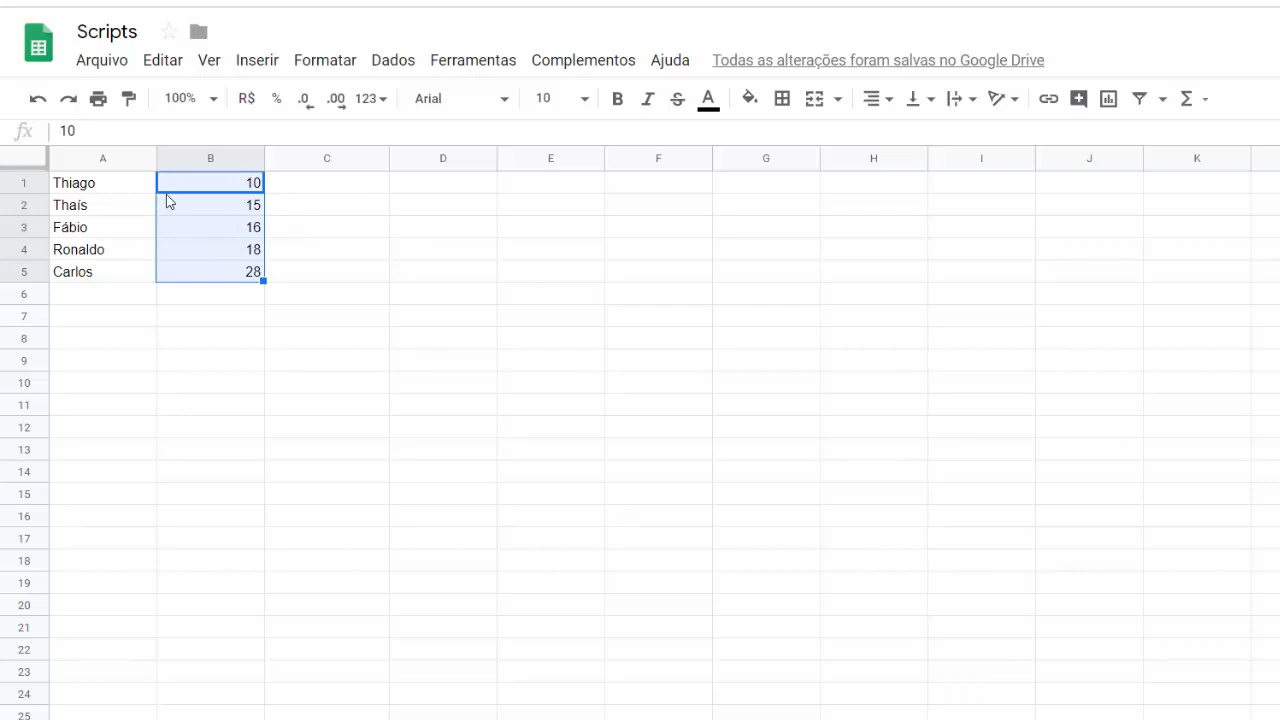 Scripts
Arquivo Editar Ver Inserir Formatar Dados Ferramentas Complementos Ajuda Todas as alterações foram salvas no Google Drive
100% R$ % .0 .00 123 Arial 10 B I S A Σ
fx 10
A B C D E F G H I J K
1 Thiago 10
2 Thaís 15
3 Fábio 16
4 Ronaldo 18
5 Carlos 28
6
7
8
9
10
11
12
13
14
15
16
17
18
19
20
21
22
23
24
25